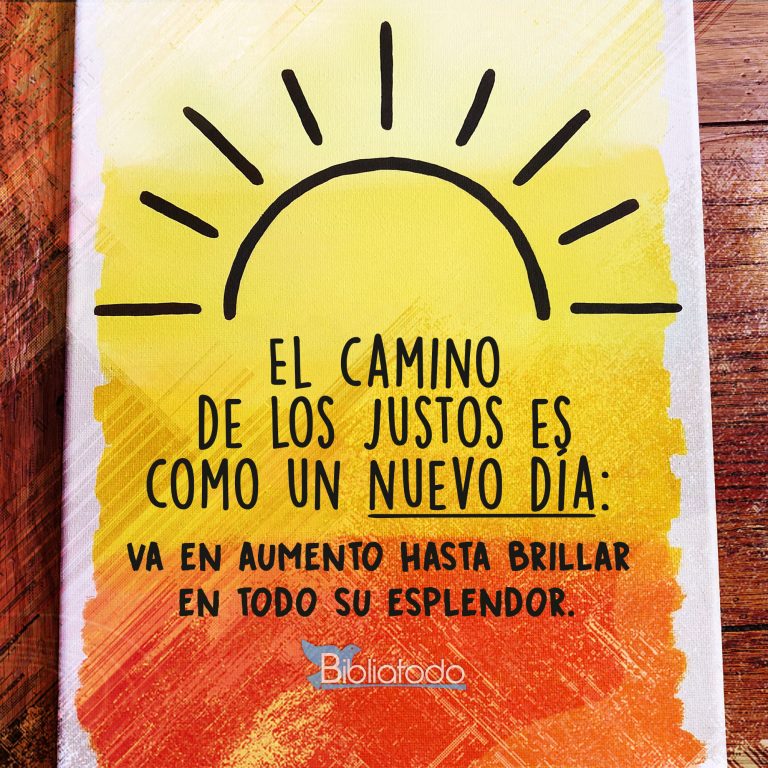 EL CAMINO
DE LOS JUSTOS ES
COMO UN NUEVO DÍA:
VA EN AUMENTO HASTA BRILLAR
EN TODO SU ESPLENDOR.
Bibliatodo